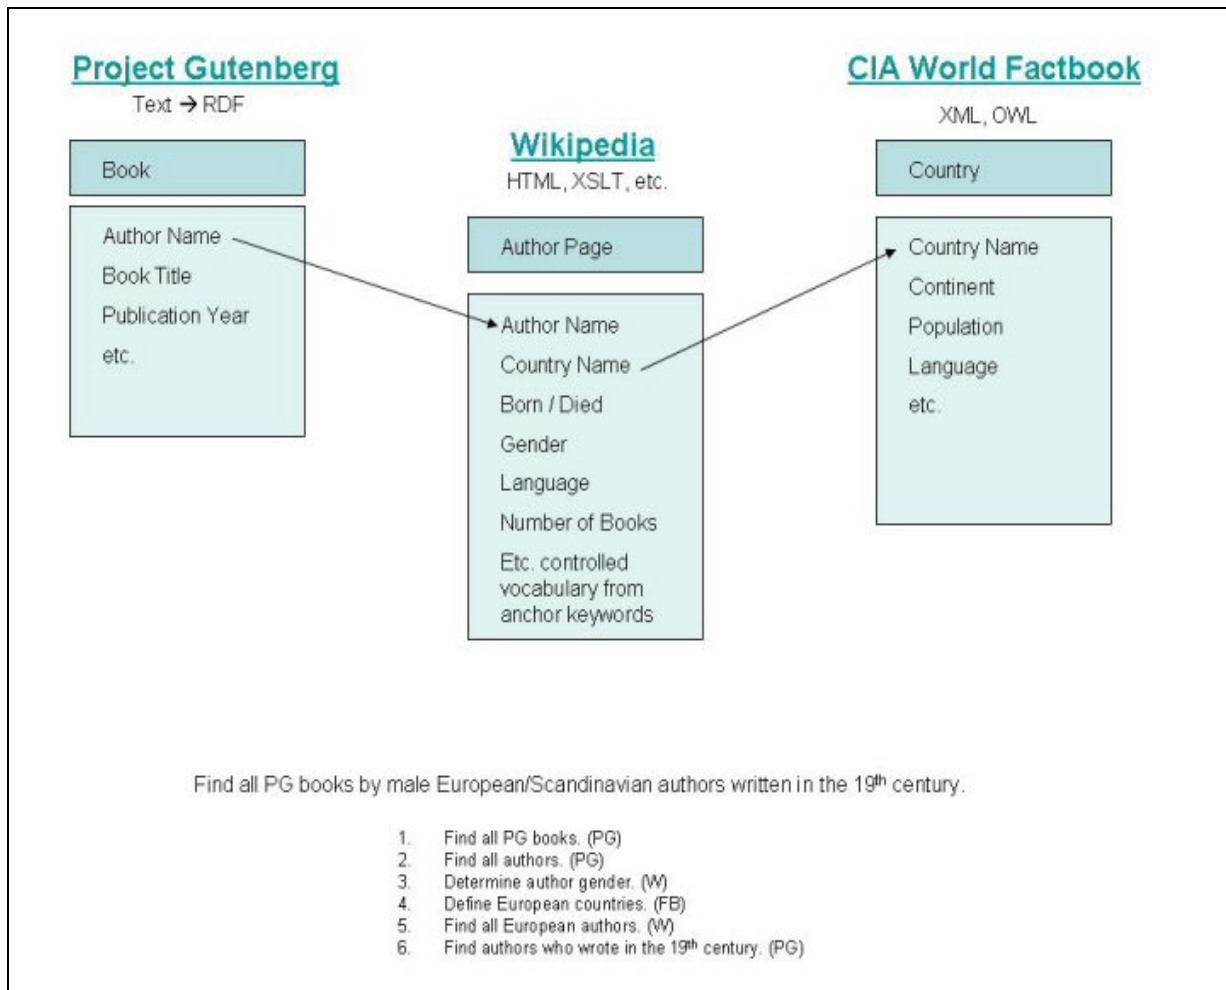 Project Gutenberg
Text → RDF
Book
Author Name
Book Title
Publication Year
etc.
Wikipedia
HTML, XSLT, etc.
Author Page
Author Name
Country Name
Born / Died
Gender
Language
Number of Books
Etc. controlled
vocabulary from
anchor keywords
CIA World Factbook
XML, OWL
Country
Country Name
Continent
Population
Language
etc.
Find all PG books by male European/Scandinavian authors written in the 19th century.
1. Find all PG books. (PG)
2. Find all authors. (PG)
3. Determine author gender. (W)
4. Define European countries. (FB)
5. Find all European authors. (W)
6. Find authors who wrote in the 19th century. (PG)